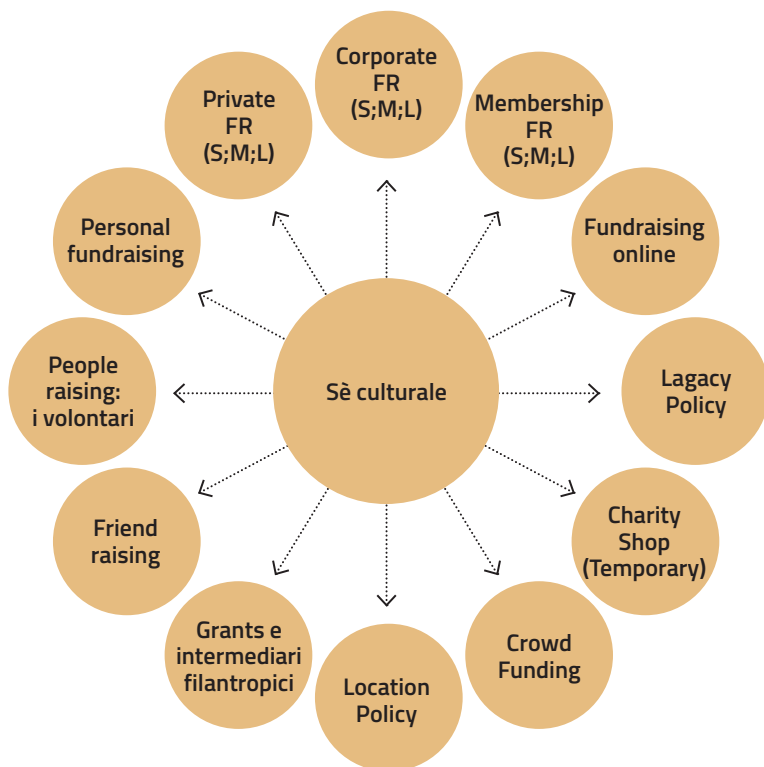 Corporate
FR
(S;M;L)
Membership
FR
(S;M;L)
Fundraising
online
Lagacy
Policy
Charity
Shop
(Temporary)
Crowd
Funding
Location
Policy
Grants e
intermediari
filantropici
Friend
raising
People
raising:
i volontari
Personal
fundraising
Private
FR
(S;M;L)
Sè culturale